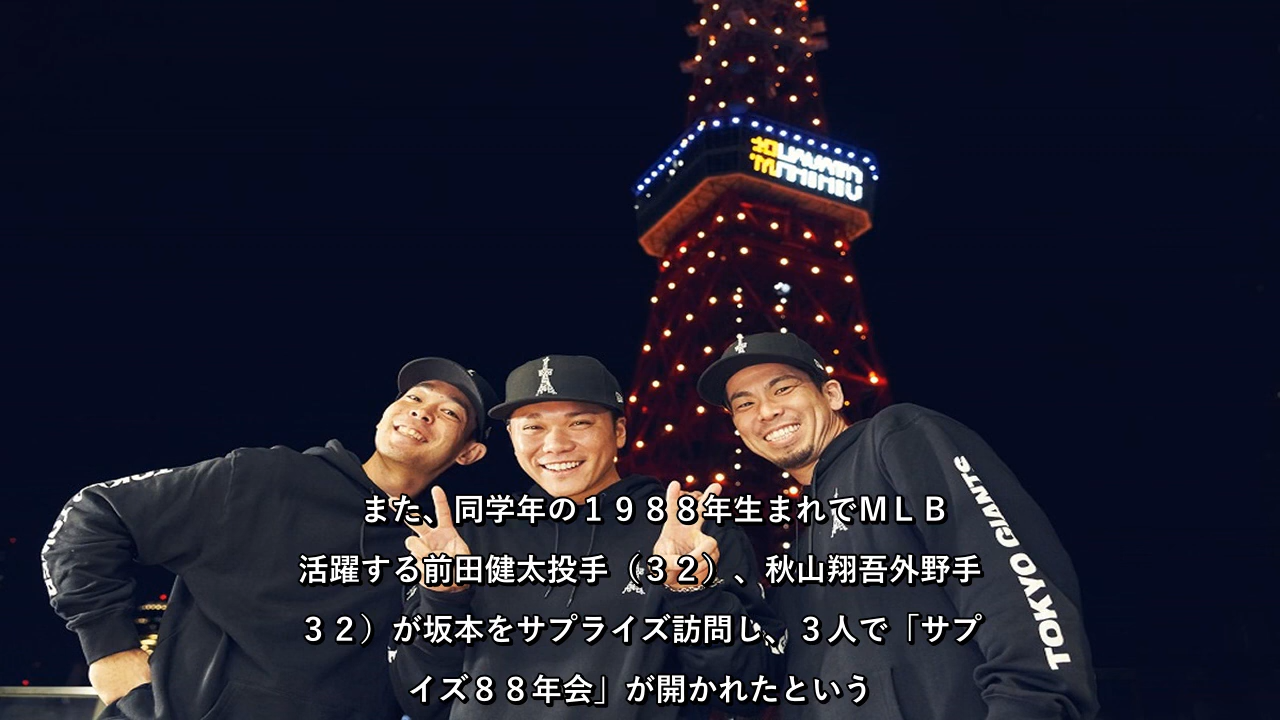 また、同学年の１９８８年生まれでＭＬＢ
活躍する前田健太投手（３２）、秋山翔吾外野手
３２）が坂本をサプライズ訪問し、３人で「サプ
イズ８８年会」が開かれたという
TOKYO GIANTS